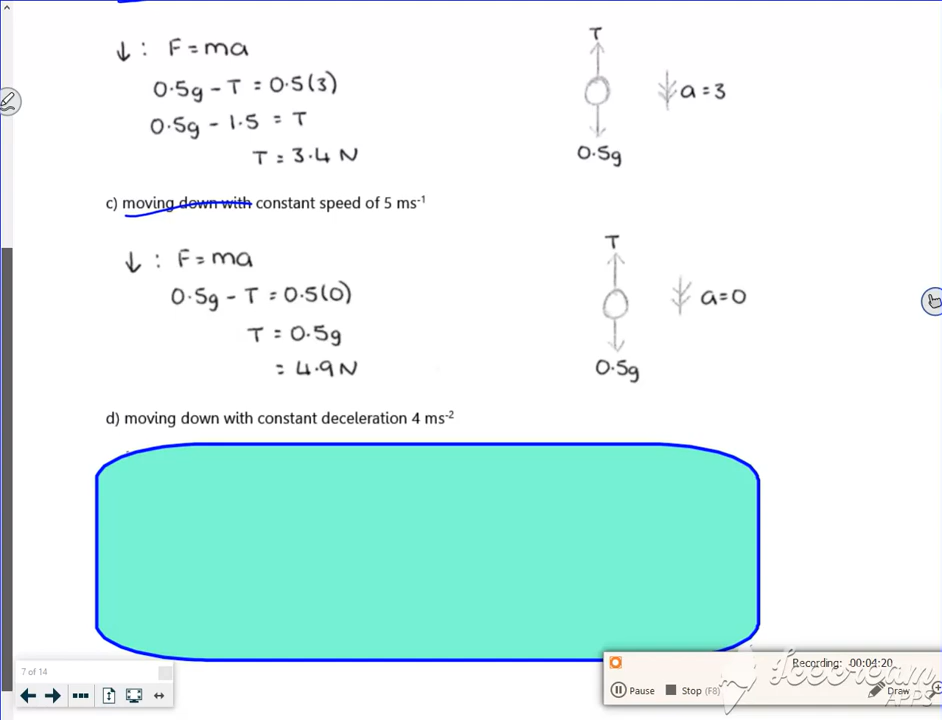 ↓ : F = ma
0.5g - T = 0.5(3)
0.5g - 1.5 = T
T = 3.4 N
T
a = 3
0.5g
c) moving down with constant speed of 5 ms⁻¹
↓ : F = ma
0.5g - T = 0.5(0)
T = 0.5g
= 4.9 N
T
a = 0
0.5g
d) moving down with constant deceleration 4 ms⁻²
7 of 14
Recording: 00:04:20
Pause Stop (F8) Draw
Icecream
APPS